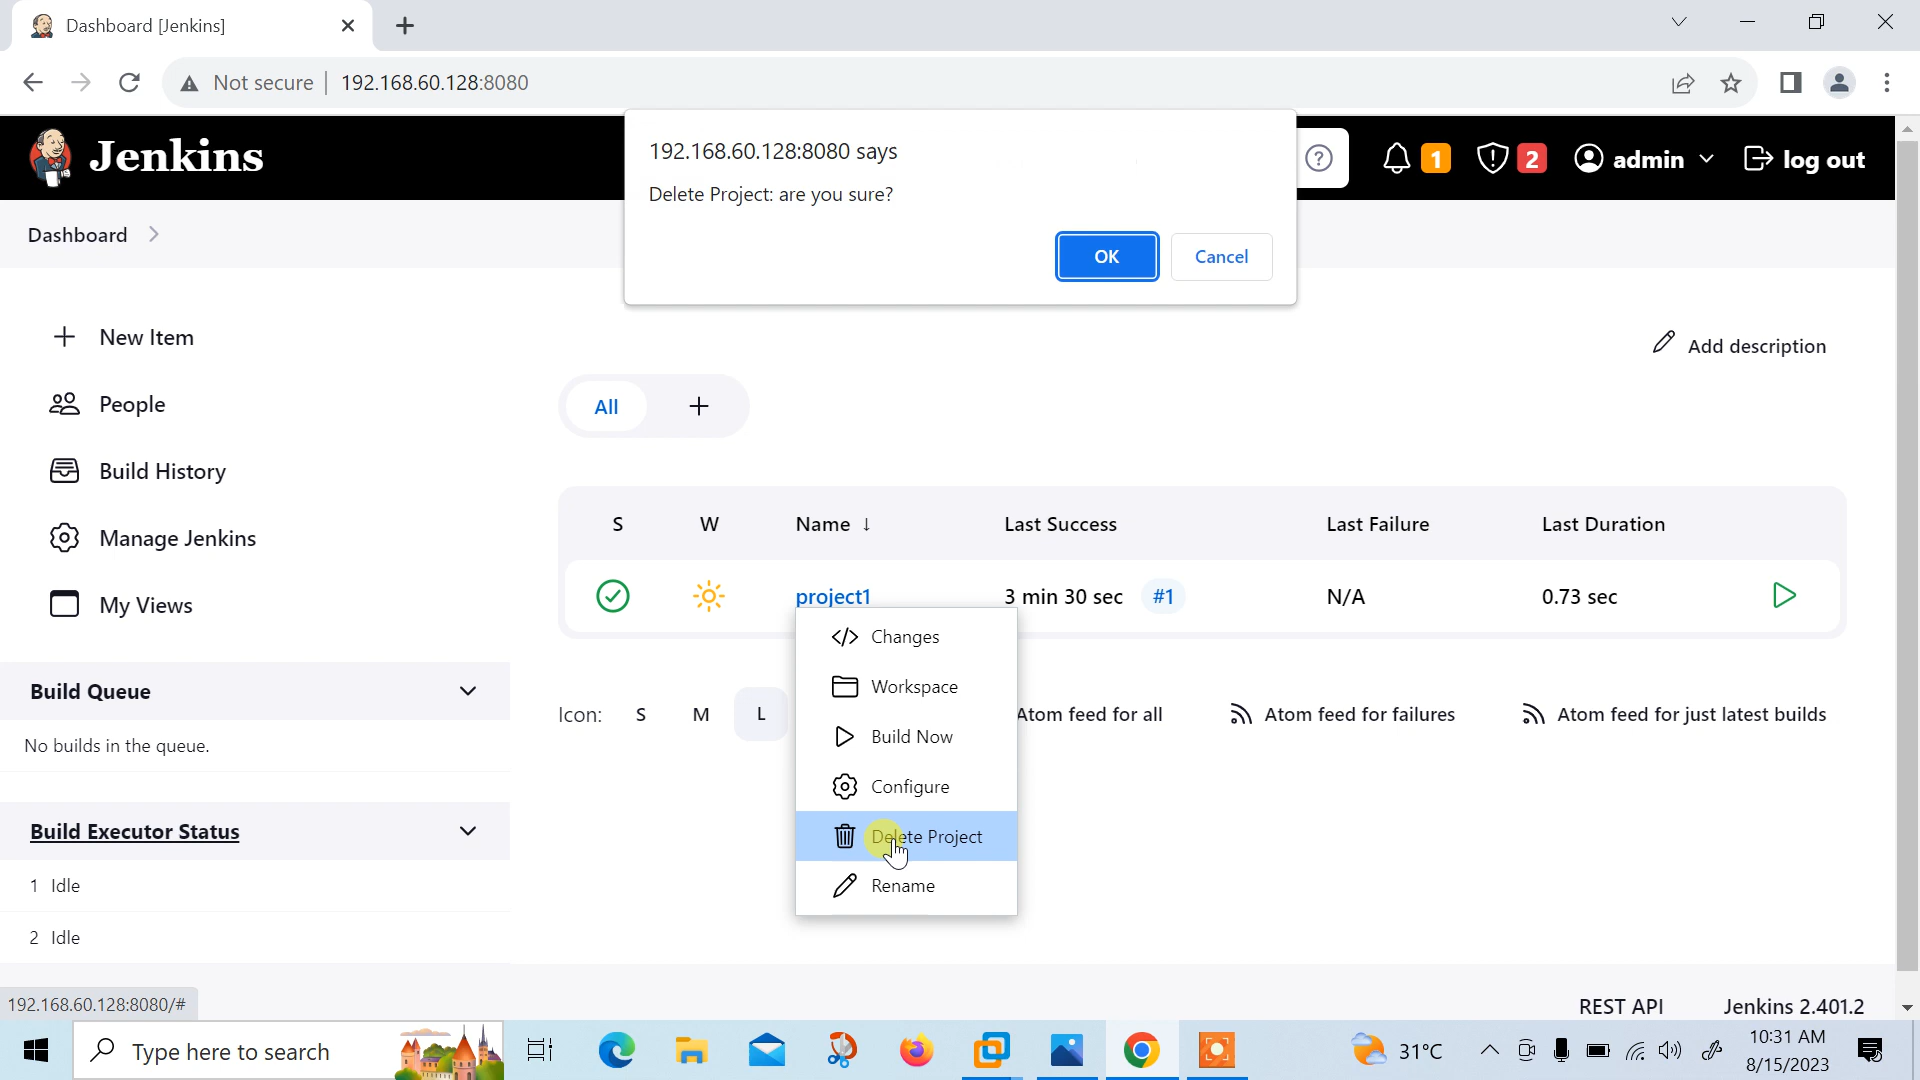 Dashboard [Jenkins]
Not secure | 192.168.60.128:8080
Jenkins
192.168.60.128:8080 says
Delete Project: are you sure?
OK
Cancel
1
2
admin
log out
Dashboard
New Item
People
Build History
Manage Jenkins
My Views
Add description
All
S W Name ↓ Last Success Last Failure Last Duration
project1 3 min 30 sec #1 N/A 0.73 sec
Changes
Workspace
Build Now
Configure
Delete Project
Rename
Icon: S M L
Atom feed for all
Atom feed for failures
Atom feed for just latest builds
Build Queue
No builds in the queue.
Build Executor Status
1 Idle
2 Idle
192.168.60.128:8080/#
REST API
Jenkins 2.401.2
Type here to search
31°C
10:31 AM
8/15/2023